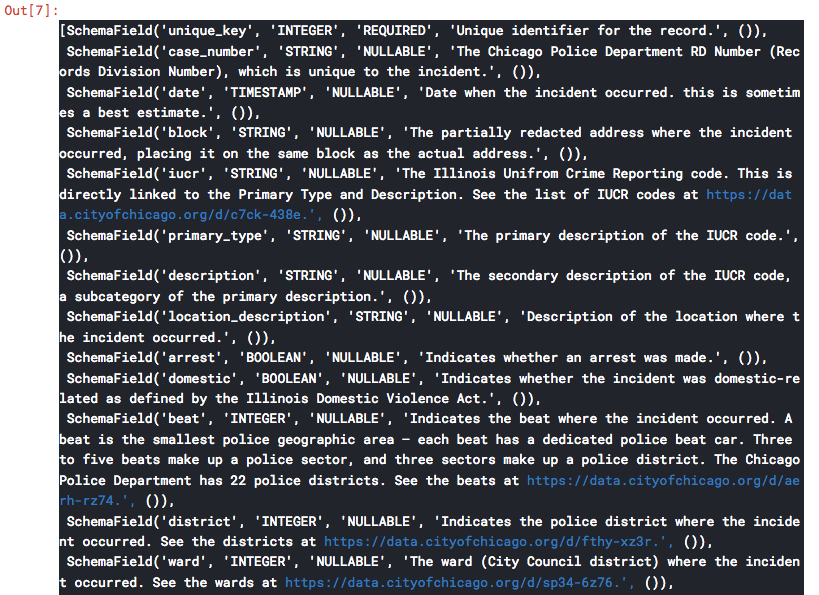 Out[7]:
[SchemaField('unique_key', 'INTEGER', 'REQUIRED', 'Unique identifier for the record.', ()),
SchemaField('case_number', 'STRING', 'NULLABLE', 'The Chicago Police Department RD Number (Rec
ords Division Number), which is unique to the incident.', ()),
SchemaField('date', 'TIMESTAMP', 'NULLABLE', 'Date when the incident occurred. this is sometim
es a best estimate.', ()),
SchemaField('block', 'STRING', 'NULLABLE', 'The partially redacted address where the incident
occurred, placing it on the same block as the actual address.', ()),
SchemaField('iucr', 'STRING', 'NULLABLE', 'The Illinois Unifrom Crime Reporting code. This is
directly linked to the Primary Type and Description. See the list of IUCR codes at https://dat
a.cityofchicago.org/d/c7ck-438e.', ()),
SchemaField('primary_type', 'STRING', 'NULLABLE', 'The primary description of the IUCR code.',
()),
SchemaField('description', 'STRING', 'NULLABLE', 'The secondary description of the IUCR code,
a subcategory of the primary description.', ()),
SchemaField('location_description', 'STRING', 'NULLABLE', 'Description of the location where t
he incident occurred.', ()),
SchemaField('arrest', 'BOOLEAN', 'NULLABLE', 'Indicates whether an arrest was made.', ()),
SchemaField('domestic', 'BOOLEAN', 'NULLABLE', 'Indicates whether the incident was domestic-re
lated as defined by the Illinois Domestic Violence Act.', ()),
SchemaField('beat', 'INTEGER', 'NULLABLE', 'Indicates the beat where the incident occurred. A
beat is the smallest police geographic area – each beat has a dedicated police beat car. Three
to five beats make up a police sector, and three sectors make up a police district. The Chicago
Police Department has 22 police districts. See the beats at https://data.cityofchicago.org/d/ae
rh-rz74.', ()),
SchemaField('district', 'INTEGER', 'NULLABLE', 'Indicates the police district where the incide
nt occurred. See the districts at https://data.cityofchicago.org/d/fthy-xz3r.', ()),
SchemaField('ward', 'INTEGER', 'NULLABLE', 'The ward (City Council district) where the inciden
t occurred. See the wards at https://data.cityofchicago.org/d/sp34-6z76.', ()),